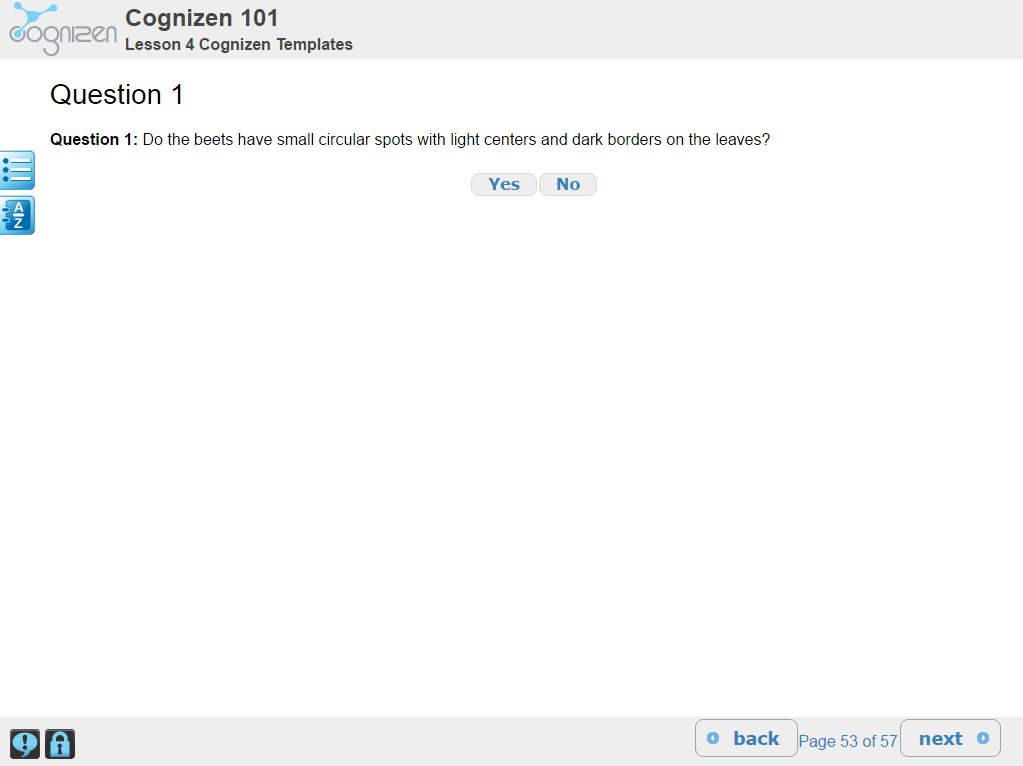 cognizen
Cognizen 101
Lesson 4 Cognizen Templates
Question 1
Question 1: Do the beets have small circular spots with light centers and dark borders on the leaves?
Yes No
A
Z
back Page 53 of 57 next